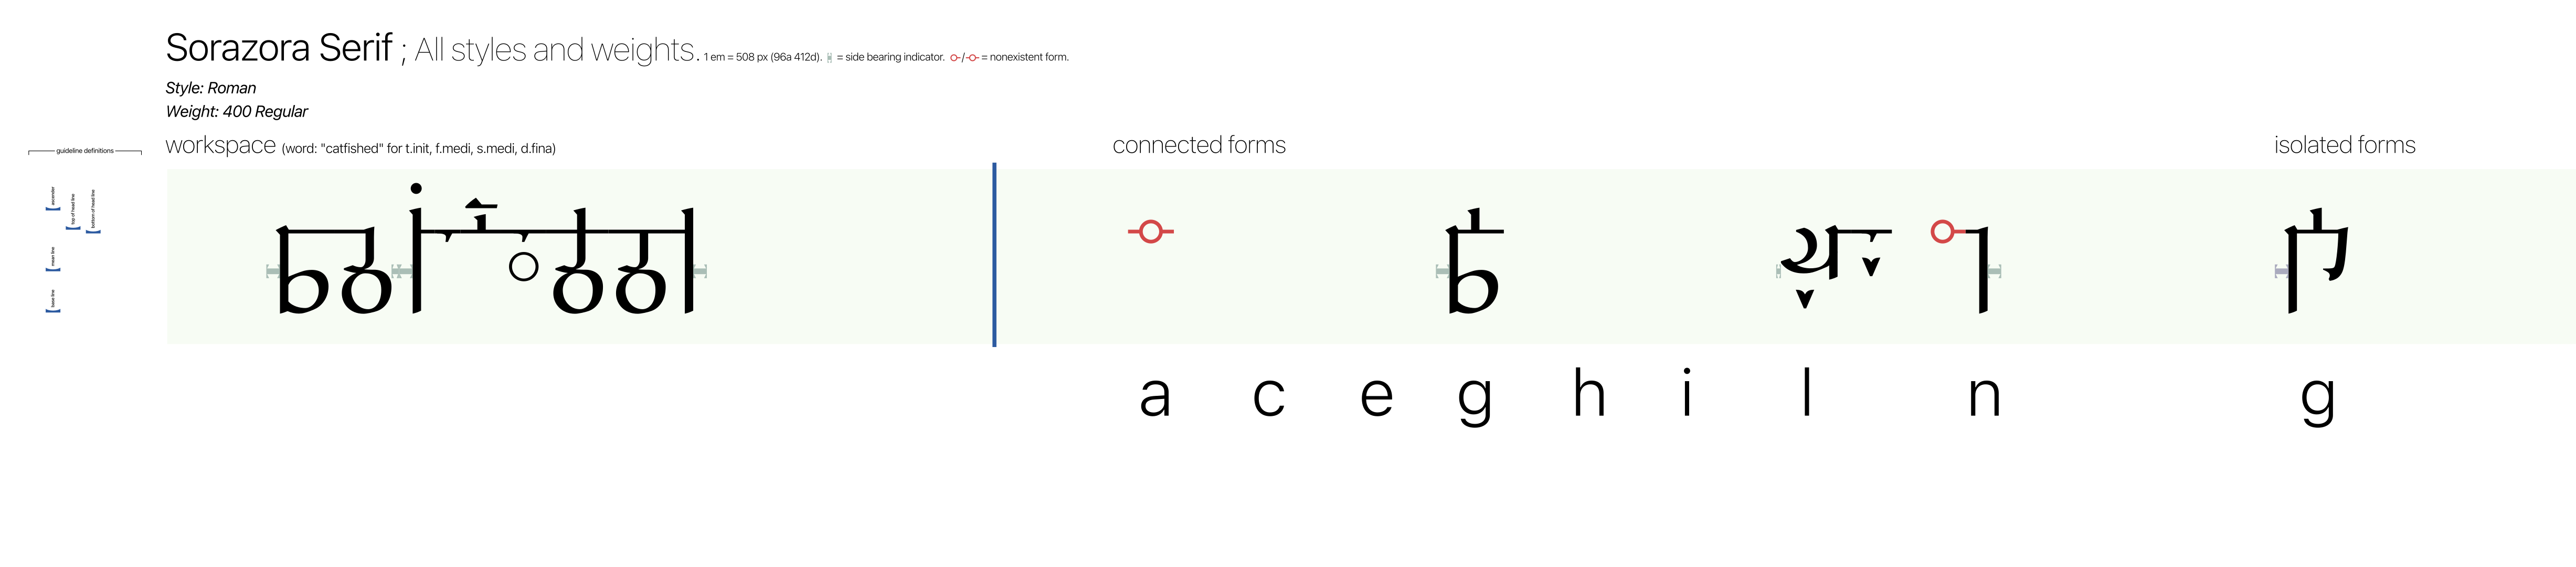 Sorazora Serif ; All styles and weights. 1 em = 508 px (96a 412d). = side bearing indicator. / = nonexistent form.
Style: Roman
Weight: 400 Regular
guideline definitions
workspace (word: "catfished" for t.init, f.medi, s.medi, d.fina)
connected forms
isolated forms
ascender
top of head line
bottom of head line
mean line
base line
a c e g h i l n g